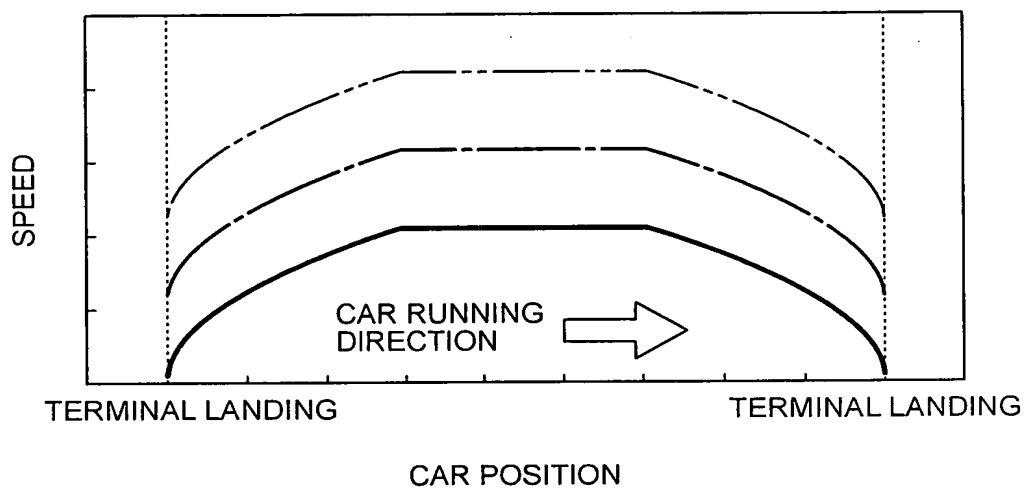 SPEED
CAR RUNNING
DIRECTION
TERMINAL LANDING
TERMINAL LANDING
CAR POSITION